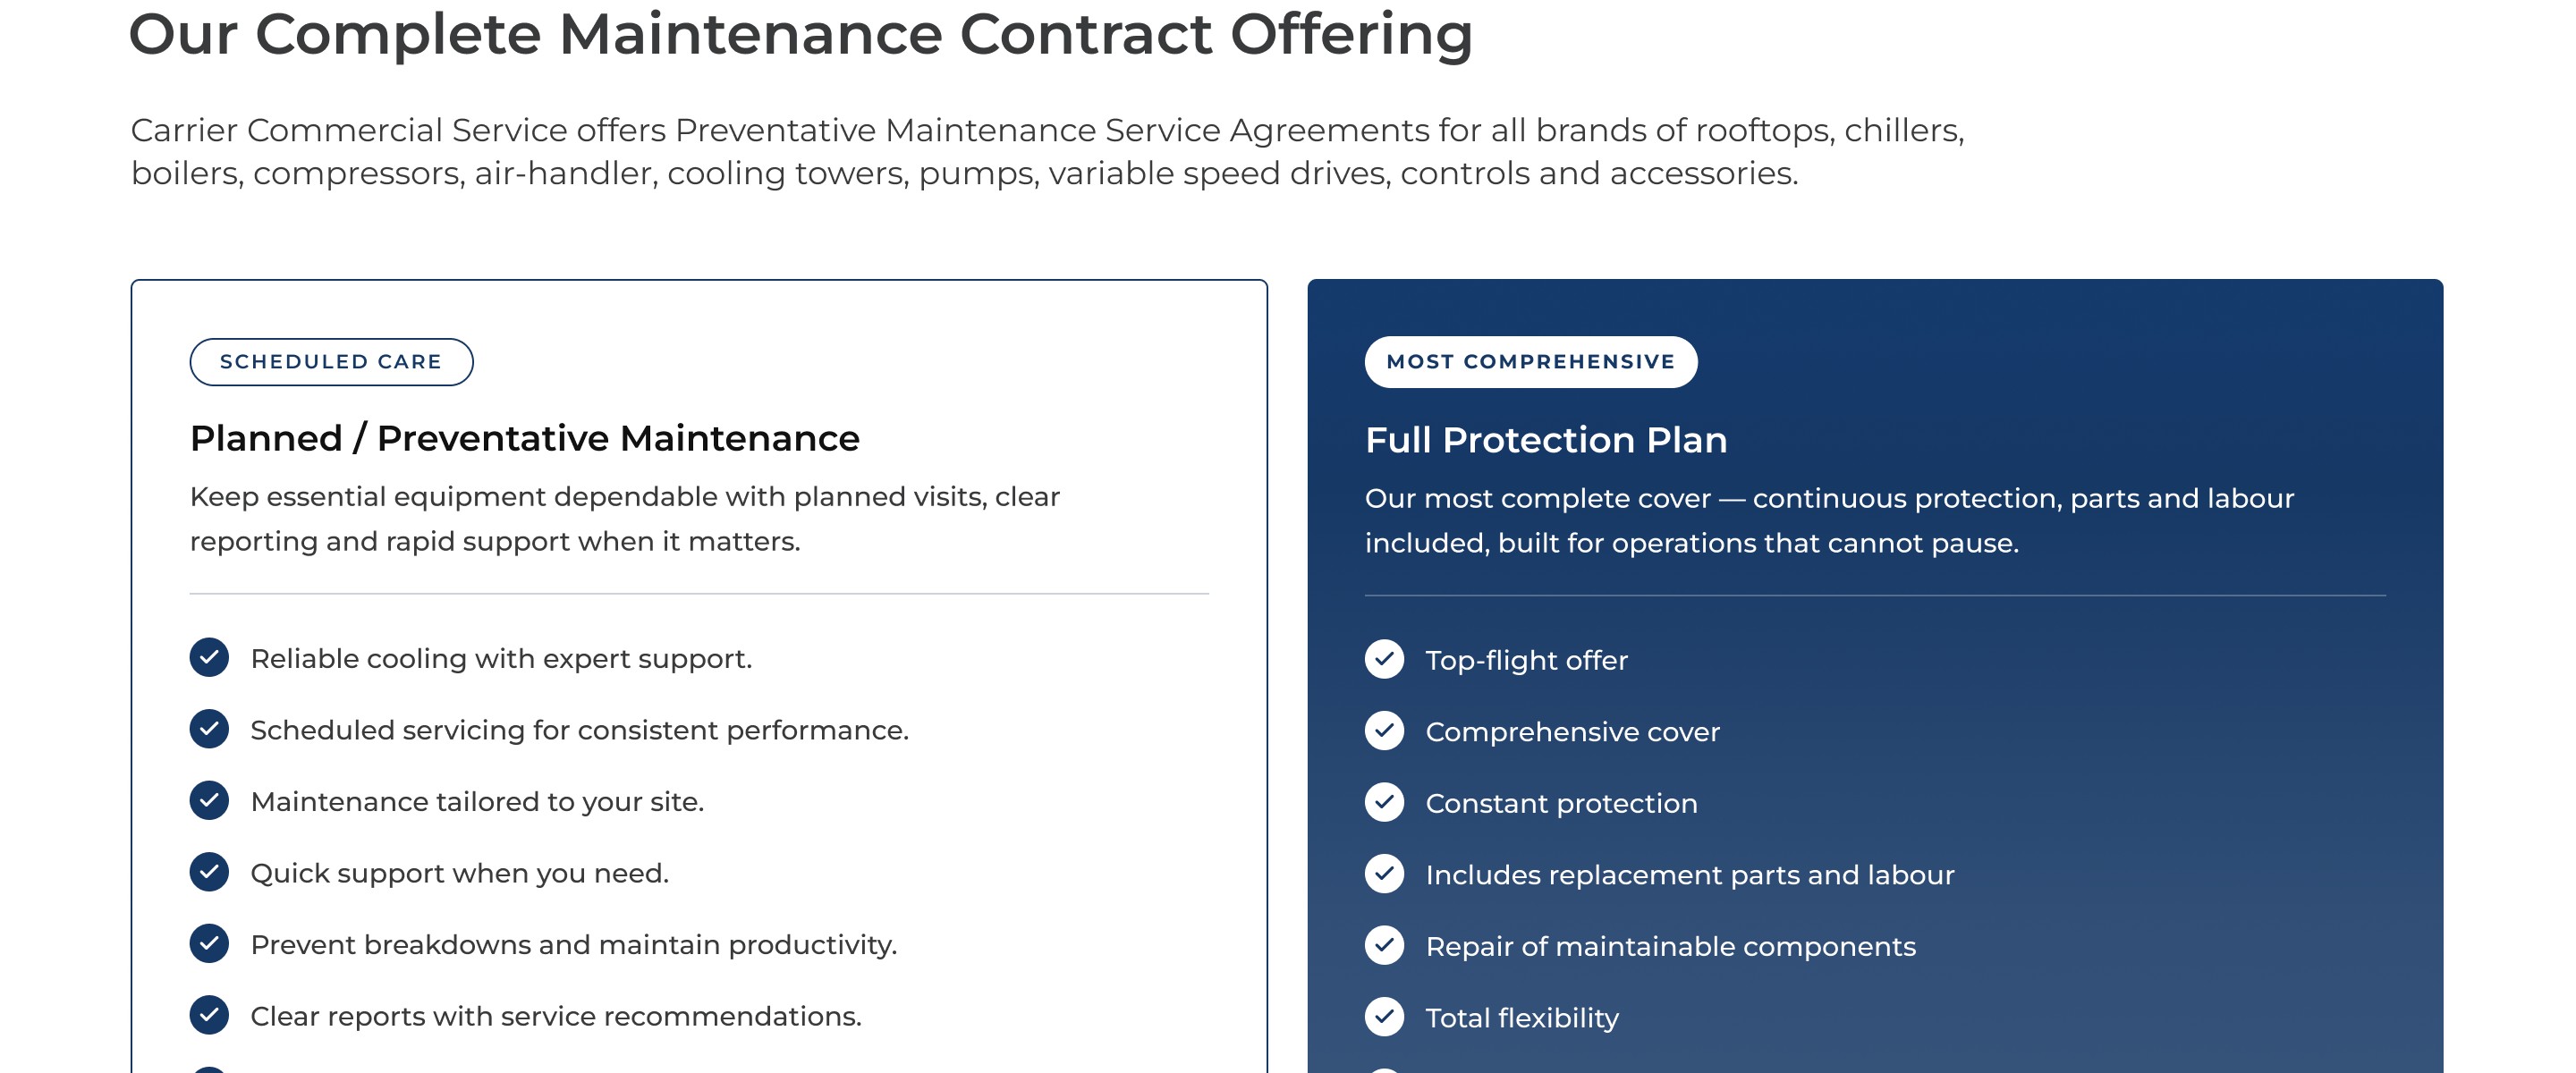 Our Complete Maintenance Contract Offering
Carrier Commercial Service offers Preventative Maintenance Service Agreements for all brands of rooftops, chillers,
boilers, compressors, air-handler, cooling towers, pumps, variable speed drives, controls and accessories.
SCHEDULED CARE
Planned / Preventative Maintenance
Keep essential equipment dependable with planned visits, clear
reporting and rapid support when it matters.
Reliable cooling with expert support.
Scheduled servicing for consistent performance.
Maintenance tailored to your site.
Quick support when you need.
Prevent breakdowns and maintain productivity.
Clear reports with service recommendations.
MOST COMPREHENSIVE
Full Protection Plan
Our most complete cover — continuous protection, parts and labour
included, built for operations that cannot pause.
Top-flight offer
Comprehensive cover
Constant protection
Includes replacement parts and labour
Repair of maintainable components
Total flexibility